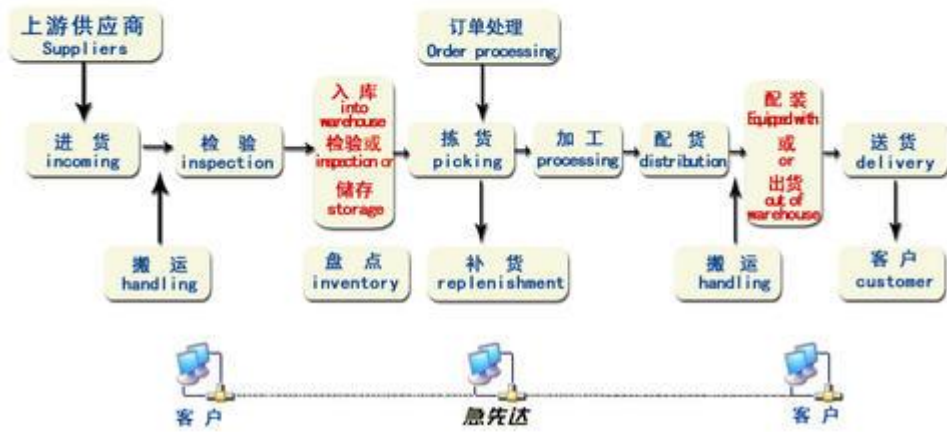 上游供应商
Suppliers
订单处理
Order processing
进货
incoming
检验
inspection
入库
into
warehouse
检验或
inspection or
储存
storage
拣货
picking
加工
processing
配货
distribution
配装
Equipped with
或
or
出货
out of
warehouse
送货
delivery
搬运
handling
盘点
inventory
补货
replenishment
搬运
handling
客户
customer
客户
急先达
客户